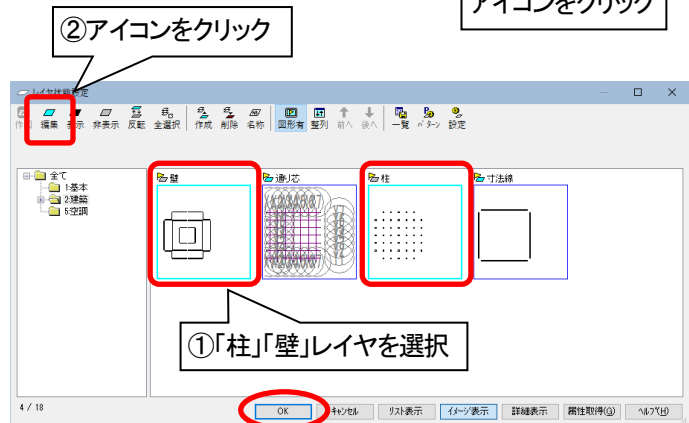 アイコンをクリック
②アイコンをクリック
レイヤ状態設定
編集 表示 非表示 反転 全選択 作成 削除 名称 図形有 整列 前へ 後へ 一覧 パターン 設定
全て
1:基本
2:建築
5:空調
壁 通り芯 柱 寸法線
①「柱」「壁」レイヤを選択
4 / 18
OK キャンセル リスト表示 イメージ表示 詳細表示 属性取得(G) ヘルプ(H)